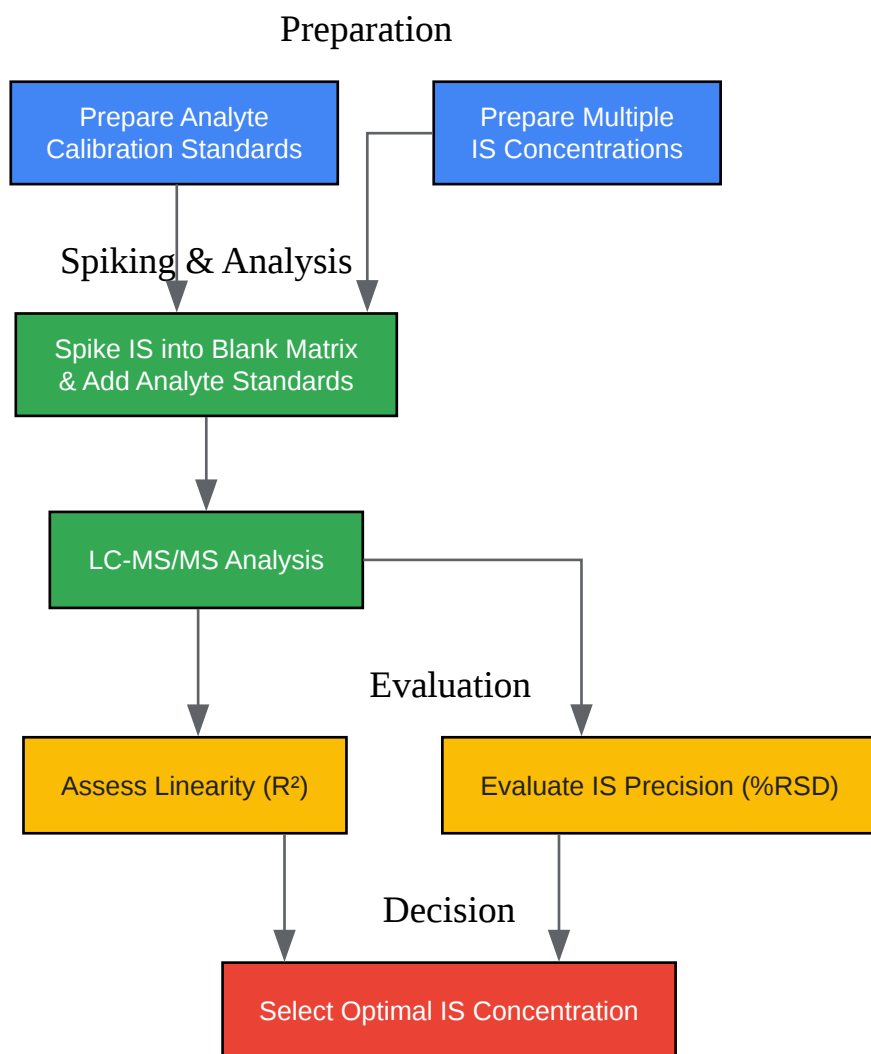 Preparation
Prepare Analyte
Calibration Standards
Prepare Multiple
IS Concentrations
Spiking & Analysis
Spike IS into Blank Matrix
& Add Analyte Standards
LC-MS/MS Analysis
Evaluation
Assess Linearity (R²)
Evaluate IS Precision (%RSD)
Decision
Select Optimal IS Concentration